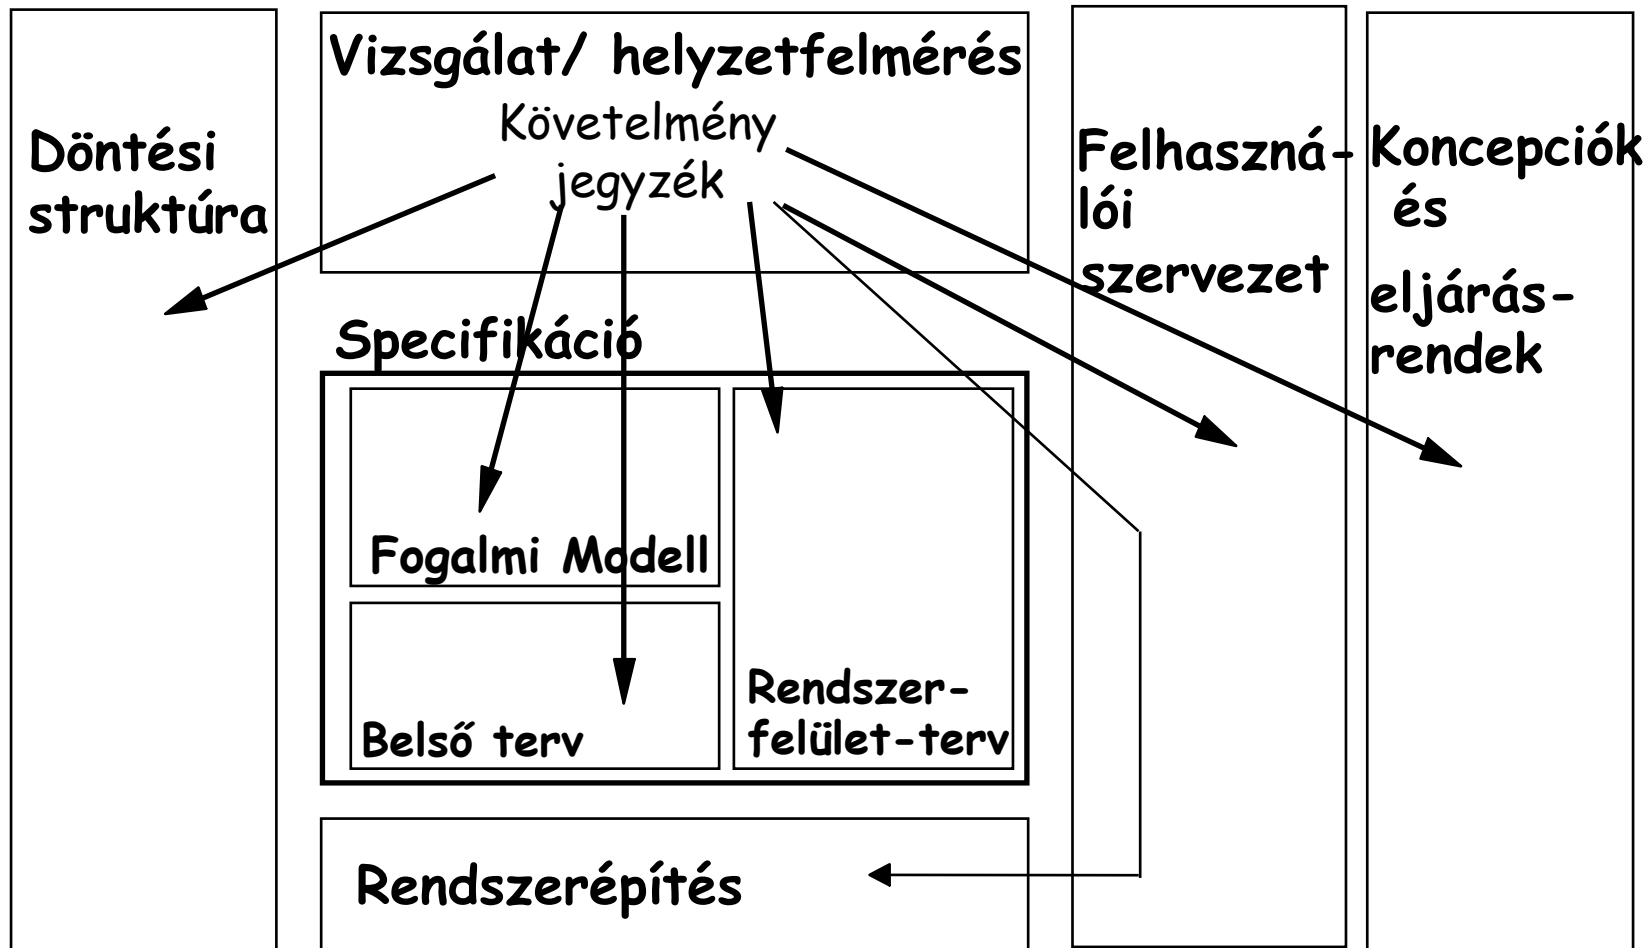 Döntési
struktúra
Vizsgálat/ helyzetfelmérés
Követelmény
jegyzék
Specifikáció
Fogalmi Modell
Belső terv
Rendszer-
felület-terv
Rendszerépítés
Felhaszná-
lói
szervezet
Koncepciók
és
eljárás-
rendek